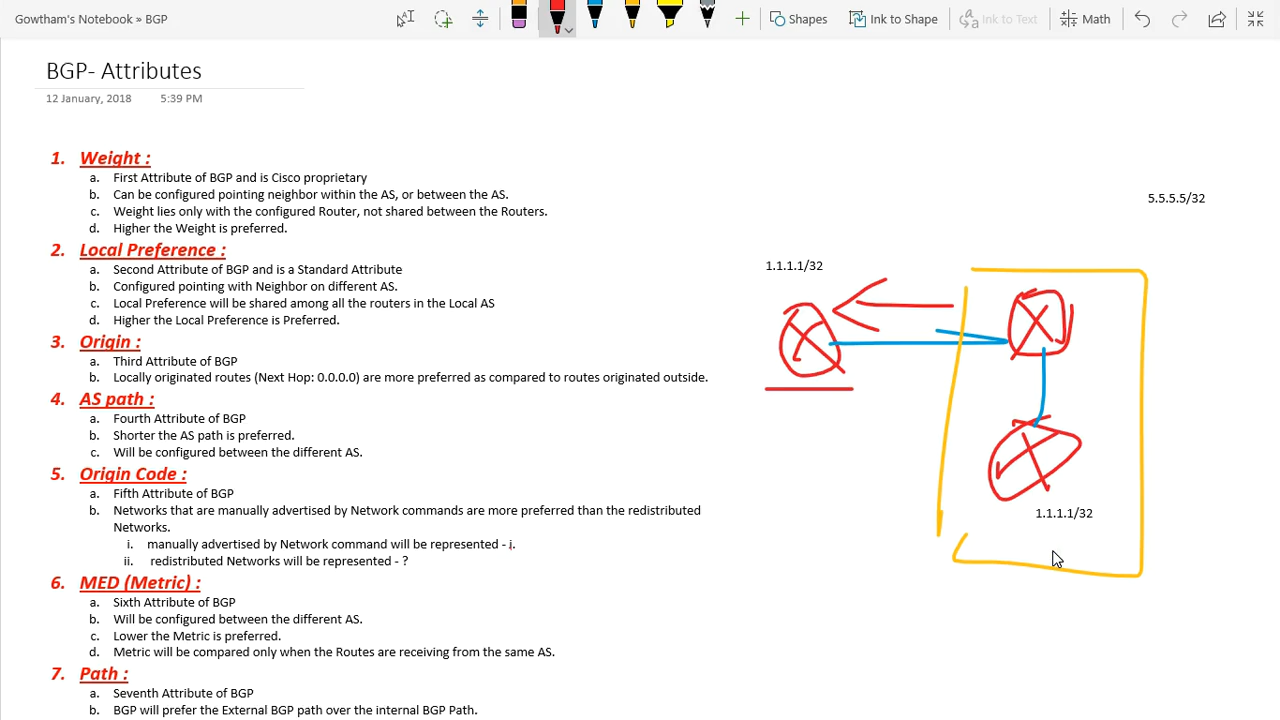 Gowtham's Notebook » BGP
Shapes
Ink to Shape
Ink to Text
Math
BGP- Attributes
12 January, 2018 5:39 PM
1. Weight :
a. First Attribute of BGP and is Cisco proprietary
b. Can be configured pointing neighbor within the AS, or between the AS.
c. Weight lies only with the configured Router, not shared between the Routers.
d. Higher the Weight is preferred.
2. Local Preference :
a. Second Attribute of BGP and is a Standard Attribute
b. Configured pointing with Neighbor on different AS.
c. Local Preference will be shared among all the routers in the Local AS
d. Higher the Local Preference is Preferred.
3. Origin :
a. Third Attribute of BGP
b. Locally originated routes (Next Hop: 0.0.0.0) are more preferred as compared to routes originated outside.
4. AS path :
a. Fourth Attribute of BGP
b. Shorter the AS path is preferred.
c. Will be configured between the different AS.
5. Origin Code :
a. Fifth Attribute of BGP
b. Networks that are manually advertised by Network commands are more preferred than the redistributed
Networks.
i. manually advertised by Network command will be represented - i.
ii. redistributed Networks will be represented - ?
6. MED (Metric) :
a. Sixth Attribute of BGP
b. Will be configured between the different AS.
c. Lower the Metric is preferred.
d. Metric will be compared only when the Routes are receiving from the same AS.
7. Path :
a. Seventh Attribute of BGP
b. BGP will prefer the External BGP path over the internal BGP Path.
5.5.5.5/32
1.1.1.1/32
1.1.1.1/32